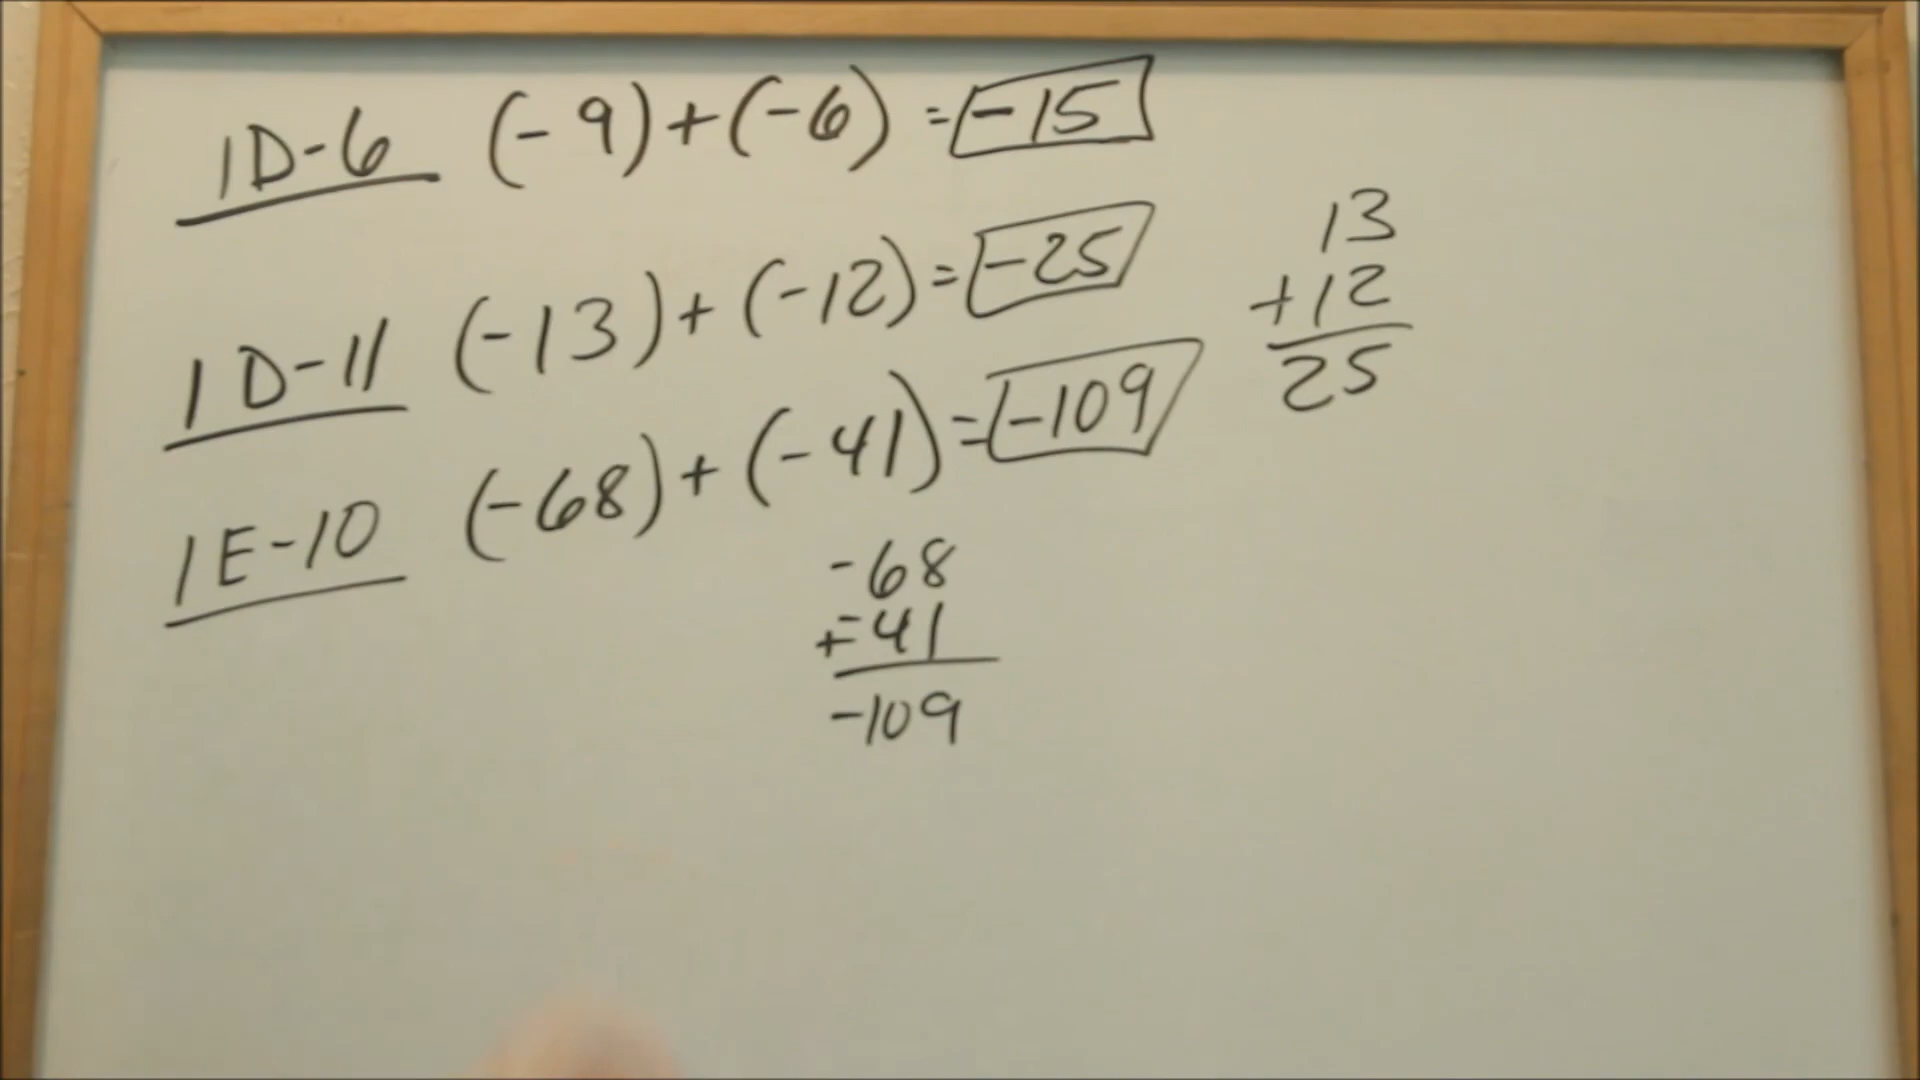 1D-6 (-9)+(-6) = -15
1D-11 (-13)+(-12) = -25
13
+12
25
1E-10 (-68)+(-41) = -109
-68
+-41
-109